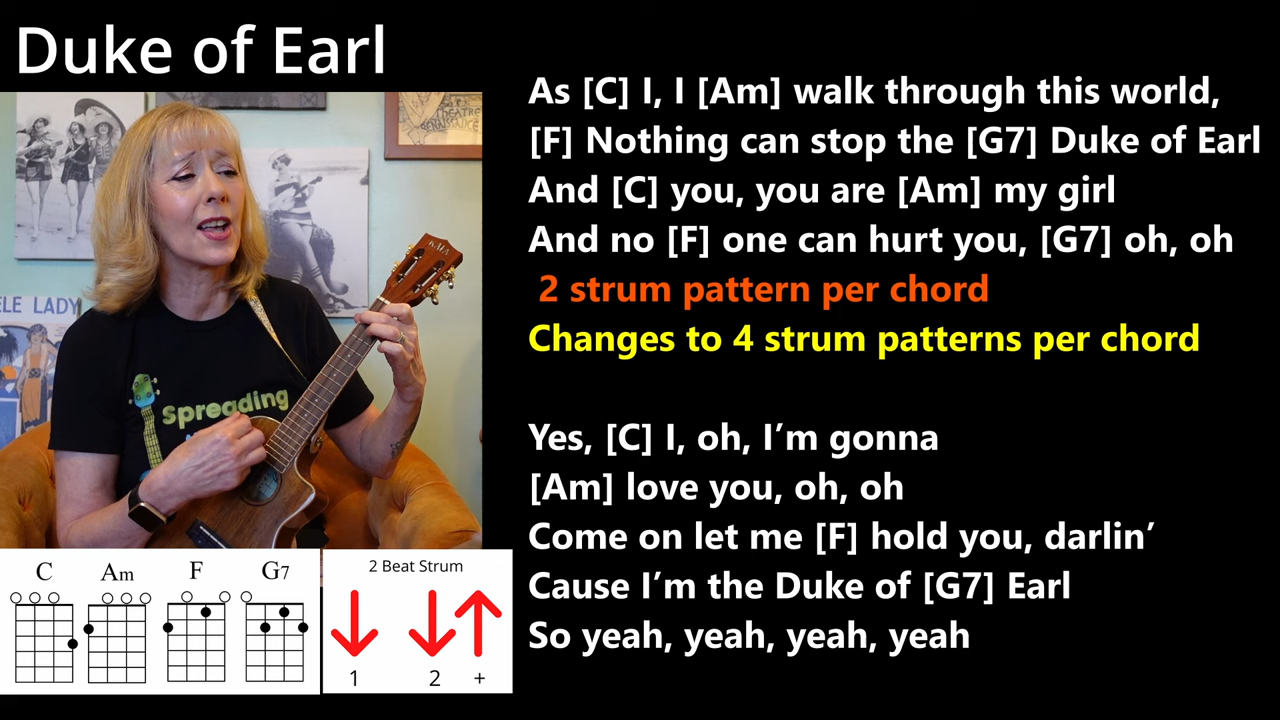 Duke of Earl
As [C] I, I [Am] walk through this world,
[F] Nothing can stop the [G7] Duke of Earl
And [C] you, you are [Am] my girl
And no [F] one can hurt you, [G7] oh, oh
2 strum pattern per chord
Changes to 4 strum patterns per chord
Yes, [C] I, oh, I’m gonna
[Am] love you, oh, oh
Come on let me [F] hold you, darlin’
Cause I’m the Duke of [G7] Earl
So yeah, yeah, yeah, yeah
THEATRE
KALA
ELE LADY
Spreading
C Am F G7
2 Beat Strum
1 2 +